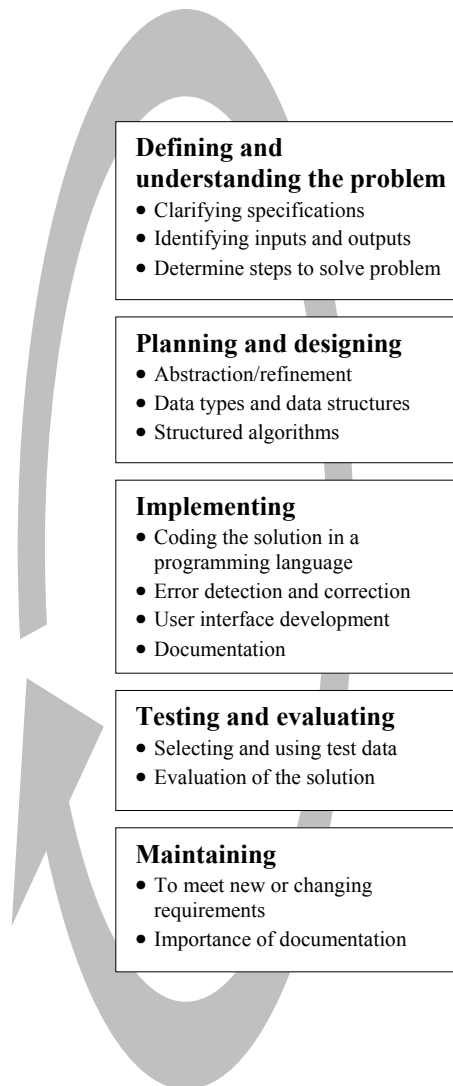 Defining and
understanding the problem
• Clarifying specifications
• Identifying inputs and outputs
• Determine steps to solve problem
Planning and designing
• Abstraction/refinement
• Data types and data structures
• Structured algorithms
Implementing
• Coding the solution in a
programming language
• Error detection and correction
• User interface development
• Documentation
Testing and evaluating
• Selecting and using test data
• Evaluation of the solution
Maintaining
• To meet new or changing
requirements
• Importance of documentation